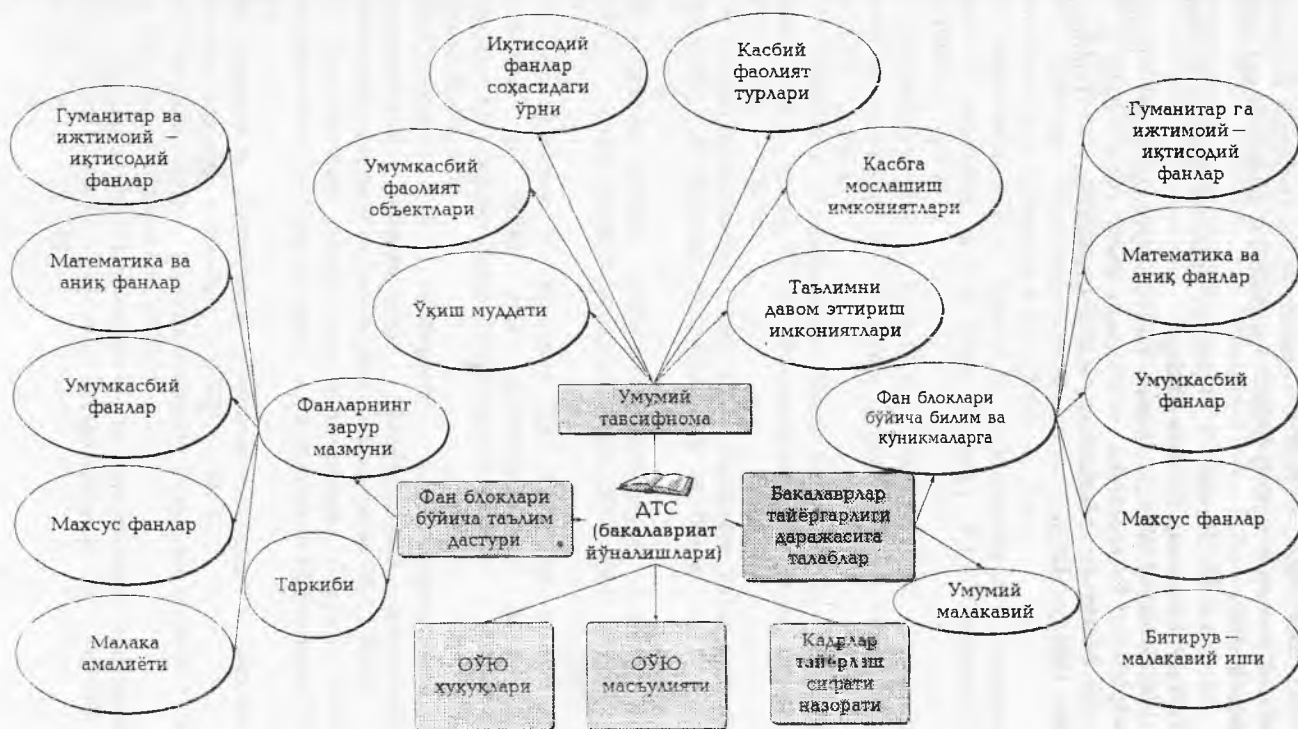 Иқтисодий
фанлар
соҳасидаги
ўрни
Касбий
фаолият
турлари
Гуманитар ва
ижтимоий –
иқтисодий
фанлар
Умумкасбий
фаолият
объектлари
Касбга
мослашиш
имкониятлари
Гуманитар га
ижтимоий –
иқтисодий
фанлар
Математика ва
аниқ фанлар
Ўқиш муддати
Таълимни
давом эттириш
имкониятлари
Математика ва
аниқ фанлар
Умумкасбий
фанлар
Фанларнинг
зарур
мазмуни
Умумий
тавсифнома
Фан блоклари
бўйича билим ва
кўникмаларга
Умумкасбий
фанлар
Махсус фанлар
Фан блоклари
бўйича таълим
дастури
ДТС
(бакалавриат
йўналишлари)
Бакалаврлар
тайёргарлиги
даражасига
талаблар
Махсус фанлар
Таркиби
Умумий
малакавий
Малака
амалиёти
ОЎЮ
ҳуқуқлари
ОЎЮ
масъулияти
Кадрлар
тайёрлаш
сифати
назорати
Битирув –
малакавий иши